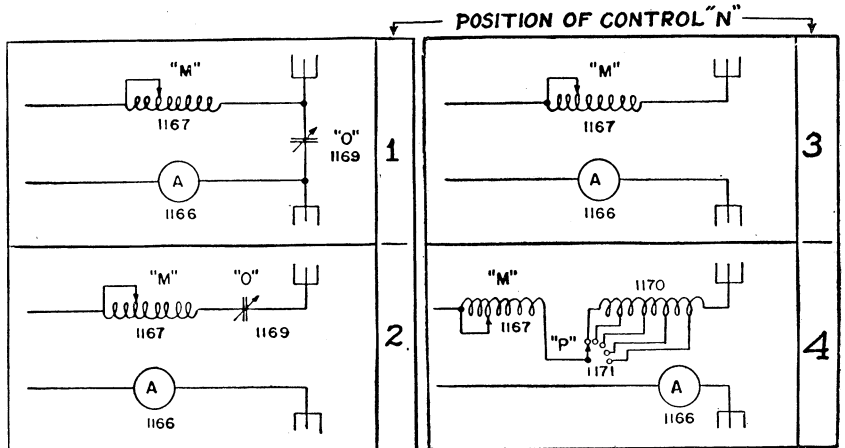 POSITION OF CONTROL "N"
"M"
1167
"O"
1169
A
1166
1
"M"
1167
A
1166
3
"M"
"O"
1167
1169
A
1166
2
"M"
1167
1170
"P"
1171
A
1166
4